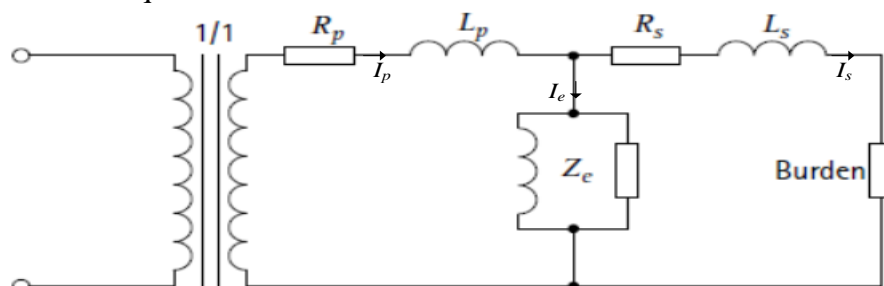 1/1
R_p
L_p
R_s
L_s
I_p
I_s
I_e
Z_e
Burden